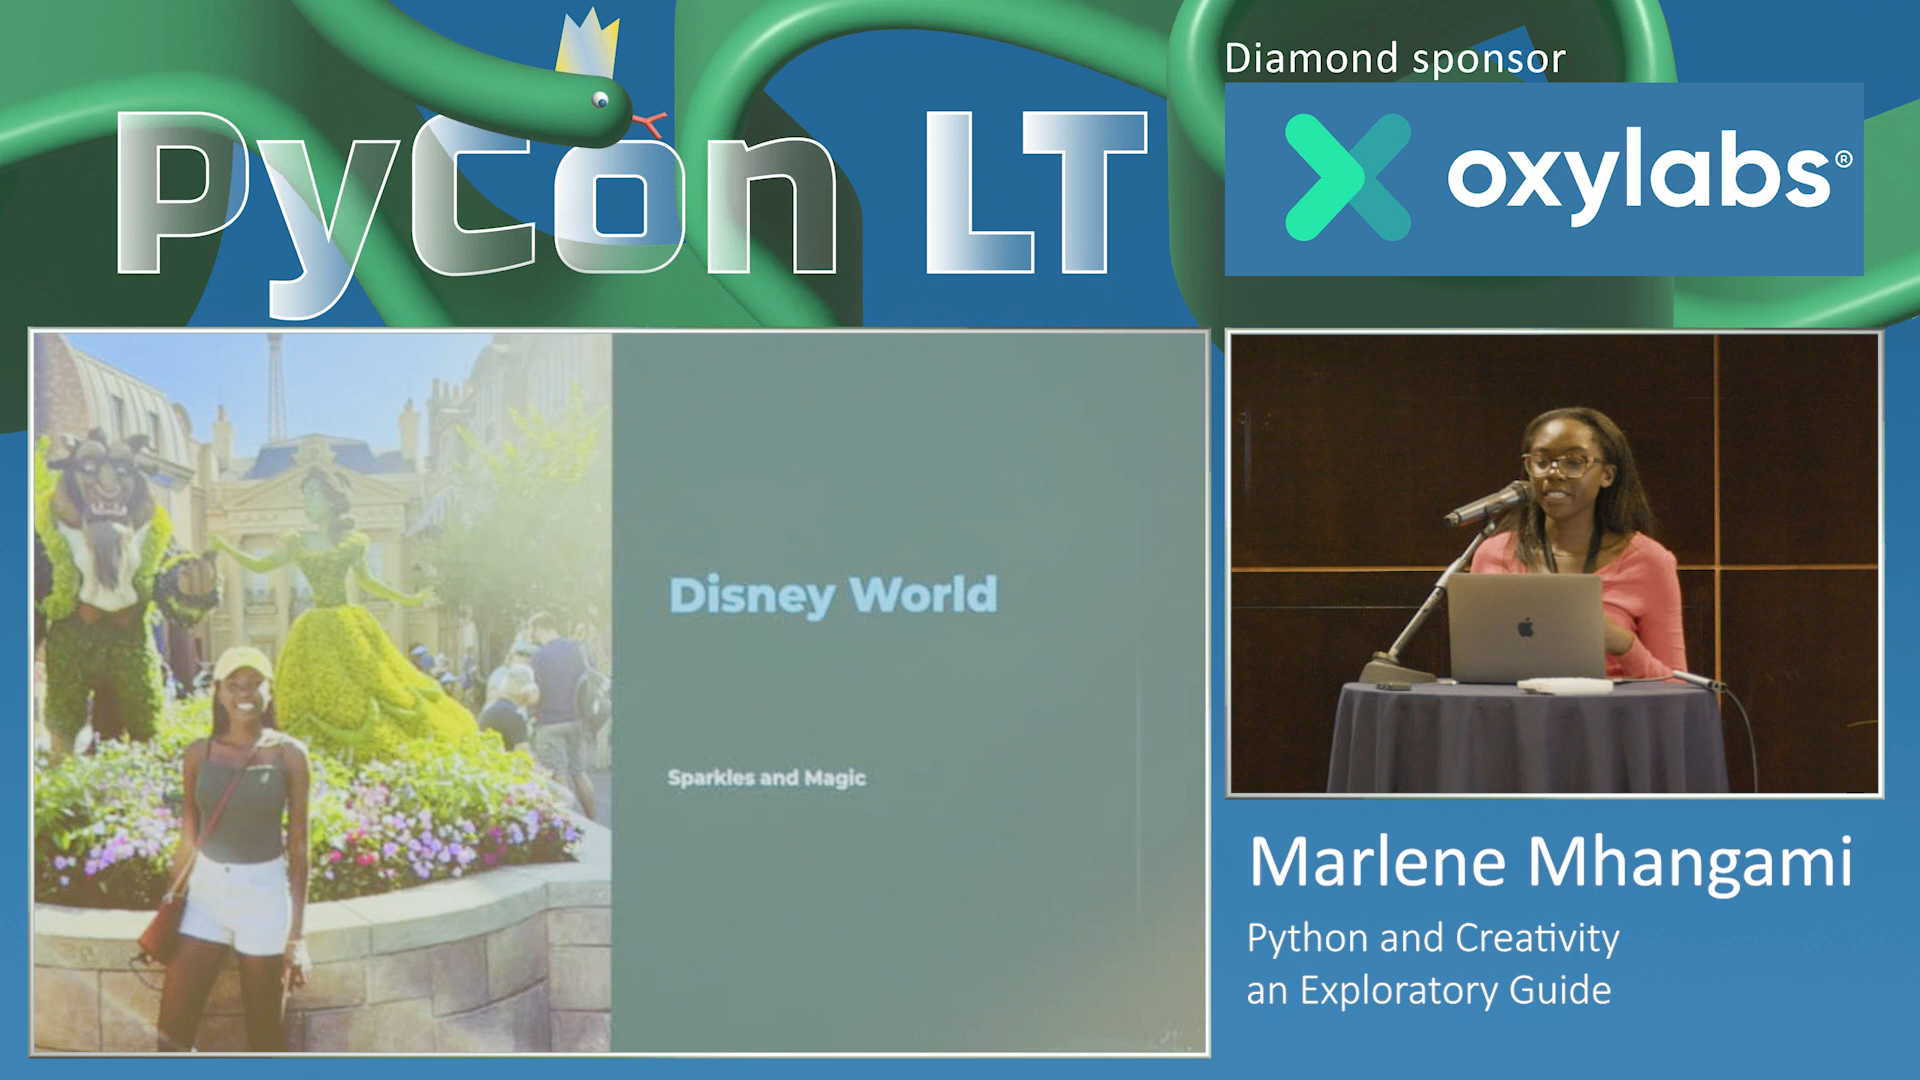 PyCon LT
Diamond sponsor
oxylabs®
Disney World
Sparkles and Magic
Marlene Mhangami
Python and Creativity
an Exploratory Guide